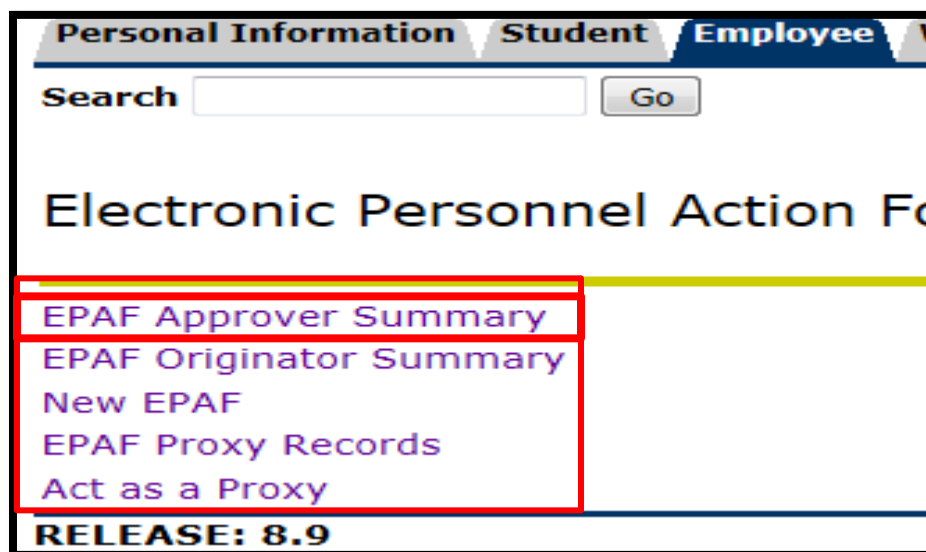 Personal Information Student Employee
Search Go
Electronic Personnel Action
EPAF Approver Summary
EPAF Originator Summary
New EPAF
EPAF Proxy Records
Act as a Proxy
RELEASE: 8.9